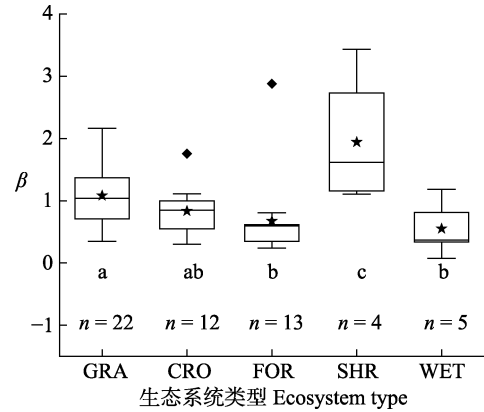 4
3
2
β
1
0
a ab b c b
n = 22 n = 12 n = 13 n = 4 n = 5
−1
GRA CRO FOR SHR WET
生态系统类型 Ecosystem type